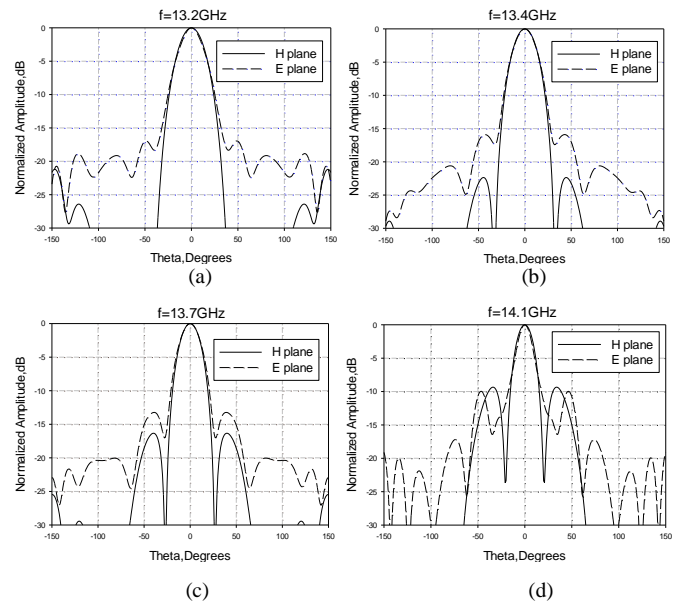 f=13.2GHz
Normalized Amplitude,dB
0
-5
-10
-15
-20
-25
-30
H plane
E plane
-150 -100 -50 0 50 100 150
Theta,Degrees
(a)
f=13.4GHz
Normalized Amplitude,dB
0
-5
-10
-15
-20
-25
-30
H plane
E plane
-150 -100 -50 0 50 100 150
Theta,Degrees
(b)
f=13.7GHz
Normalized Amplitude,dB
0
-5
-10
-15
-20
-25
-30
H plane
E plane
-150 -100 -50 0 50 100 150
Theta,Degrees
(c)
f=14.1GHz
Normalized Amplitude,dB
0
-5
-10
-15
-20
-25
-30
H plane
E plane
-150 -100 -50 0 50 100 150
Theta,Degrees
(d)